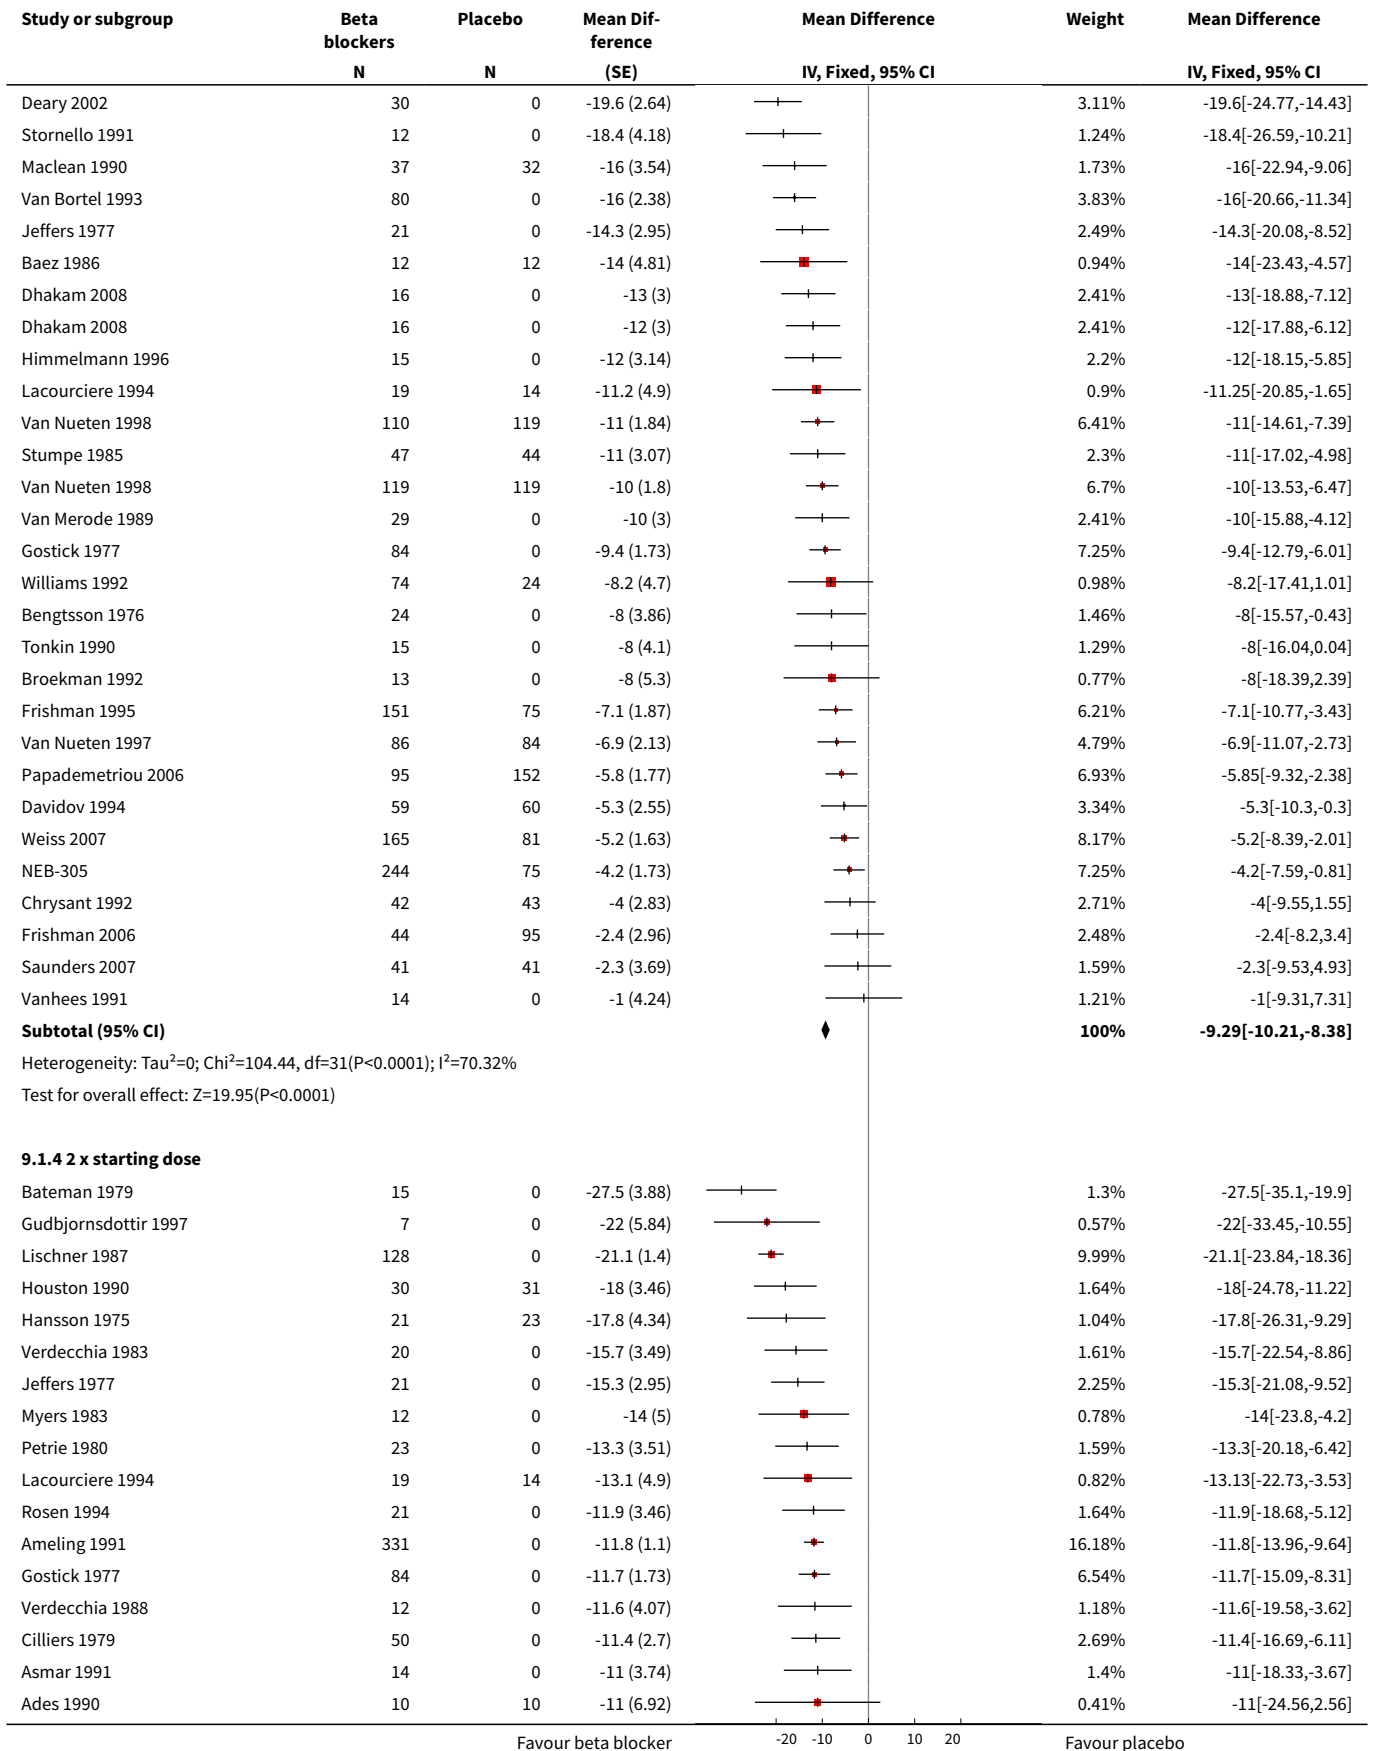 Study or subgroup Beta blockers Placebo Mean Dif- ference Mean Difference Weight Mean Difference
N N (SE) IV, Fixed, 95% CI IV, Fixed, 95% CI
Deary 2002 30 0 -19.6 (2.64) 3.11% -19.6[-24.77,-14.43]
Stornello 1991 12 0 -18.4 (4.18) 1.24% -18.4[-26.59,-10.21]
Maclean 1990 37 32 -16 (3.54) 1.73% -16[-22.94,-9.06]
Van Bortel 1993 80 0 -16 (2.38) 3.83% -16[-20.66,-11.34]
Jeffers 1977 21 0 -14.3 (2.95) 2.49% -14.3[-20.08,-8.52]
Baez 1986 12 12 -14 (4.81) 0.94% -14[-23.43,-4.57]
Dhakam 2008 16 0 -13 (3) 2.41% -13[-18.88,-7.12]
Dhakam 2008 16 0 -12 (3) 2.41% -12[-17.88,-6.12]
Himmelmann 1996 15 0 -12 (3.14) 2.2% -12[-18.15,-5.85]
Lacourciere 1994 19 14 -11.2 (4.9) 0.9% -11.25[-20.85,-1.65]
Van Nueten 1998 110 119 -11 (1.84) 6.41% -11[-14.61,-7.39]
Stumpe 1985 47 44 -11 (3.07) 2.3% -11[-17.02,-4.98]
Van Nueten 1998 119 119 -10 (1.8) 6.7% -10[-13.53,-6.47]
Van Merode 1989 29 0 -10 (3) 2.41% -10[-15.88,-4.12]
Gostick 1977 84 0 -9.4 (1.73) 7.25% -9.4[-12.79,-6.01]
Williams 1992 74 24 -8.2 (4.7) 0.98% -8.2[-17.41,1.01]
Bengtsson 1976 24 0 -8 (3.86) 1.46% -8[-15.57,-0.43]
Tonkin 1990 15 0 -8 (4.1) 1.29% -8[-16.04,0.04]
Broekman 1992 13 0 -8 (5.3) 0.77% -8[-18.39,2.39]
Frishman 1995 151 75 -7.1 (1.87) 6.21% -7.1[-10.77,-3.43]
Van Nueten 1997 86 84 -6.9 (2.13) 4.79% -6.9[-11.07,-2.73]
Papademetriou 2006 95 152 -5.8 (1.77) 6.93% -5.85[-9.32,-2.38]
Davidov 1994 59 60 -5.3 (2.55) 3.34% -5.3[-10.3,-0.3]
Weiss 2007 165 81 -5.2 (1.63) 8.17% -5.2[-8.39,-2.01]
NEB-305 244 75 -4.2 (1.73) 7.25% -4.2[-7.59,-0.81]
Chrysant 1992 42 43 -4 (2.83) 2.71% -4[-9.55,1.55]
Frishman 2006 44 95 -2.4 (2.96) 2.48% -2.4[-8.2,3.4]
Saunders 2007 41 41 -2.3 (3.69) 1.59% -2.3[-9.53,4.93]
Vanhees 1991 14 0 -1 (4.24) 1.21% -1[-9.31,7.31]
Subtotal (95% CI) 100% -9.29[-10.21,-8.38]
Heterogeneity: Tau²=0; Chi²=104.44, df=31(P<0.0001); I²=70.32%
Test for overall effect: Z=19.95(P<0.0001)
9.1.4 2 x starting dose
Bateman 1979 15 0 -27.5 (3.88) 1.3% -27.5[-35.1,-19.9]
Gudbjornsdottir 1997 7 0 -22 (5.84) 0.57% -22[-33.45,-10.55]
Lischner 1987 128 0 -21.1 (1.4) 9.99% -21.1[-23.84,-18.36]
Houston 1990 30 31 -18 (3.46) 1.64% -18[-24.78,-11.22]
Hansson 1975 21 23 -17.8 (4.34) 1.04% -17.8[-26.31,-9.29]
Verdecchia 1983 20 0 -15.7 (3.49) 1.61% -15.7[-22.54,-8.86]
Jeffers 1977 21 0 -15.3 (2.95) 2.25% -15.3[-21.08,-9.52]
Myers 1983 12 0 -14 (5) 0.78% -14[-23.8,-4.2]
Petrie 1980 23 0 -13.3 (3.51) 1.59% -13.3[-20.18,-6.42]
Lacourciere 1994 19 14 -13.1 (4.9) 0.82% -13.13[-22.73,-3.53]
Rosen 1994 21 0 -11.9 (3.46) 1.64% -11.9[-18.68,-5.12]
Ameling 1991 331 0 -11.8 (1.1) 16.18% -11.8[-13.96,-9.64]
Gostick 1977 84 0 -11.7 (1.73) 6.54% -11.7[-15.09,-8.31]
Verdecchia 1988 12 0 -11.6 (4.07) 1.18% -11.6[-19.58,-3.62]
Cilliers 1979 50 0 -11.4 (2.7) 2.69% -11.4[-16.69,-6.11]
Asmar 1991 14 0 -11 (3.74) 1.4% -11[-18.33,-3.67]
Ades 1990 10 10 -11 (6.92) 0.41% -11[-24.56,2.56]
Favour beta blocker -20 -10 0 10 20 Favour placebo